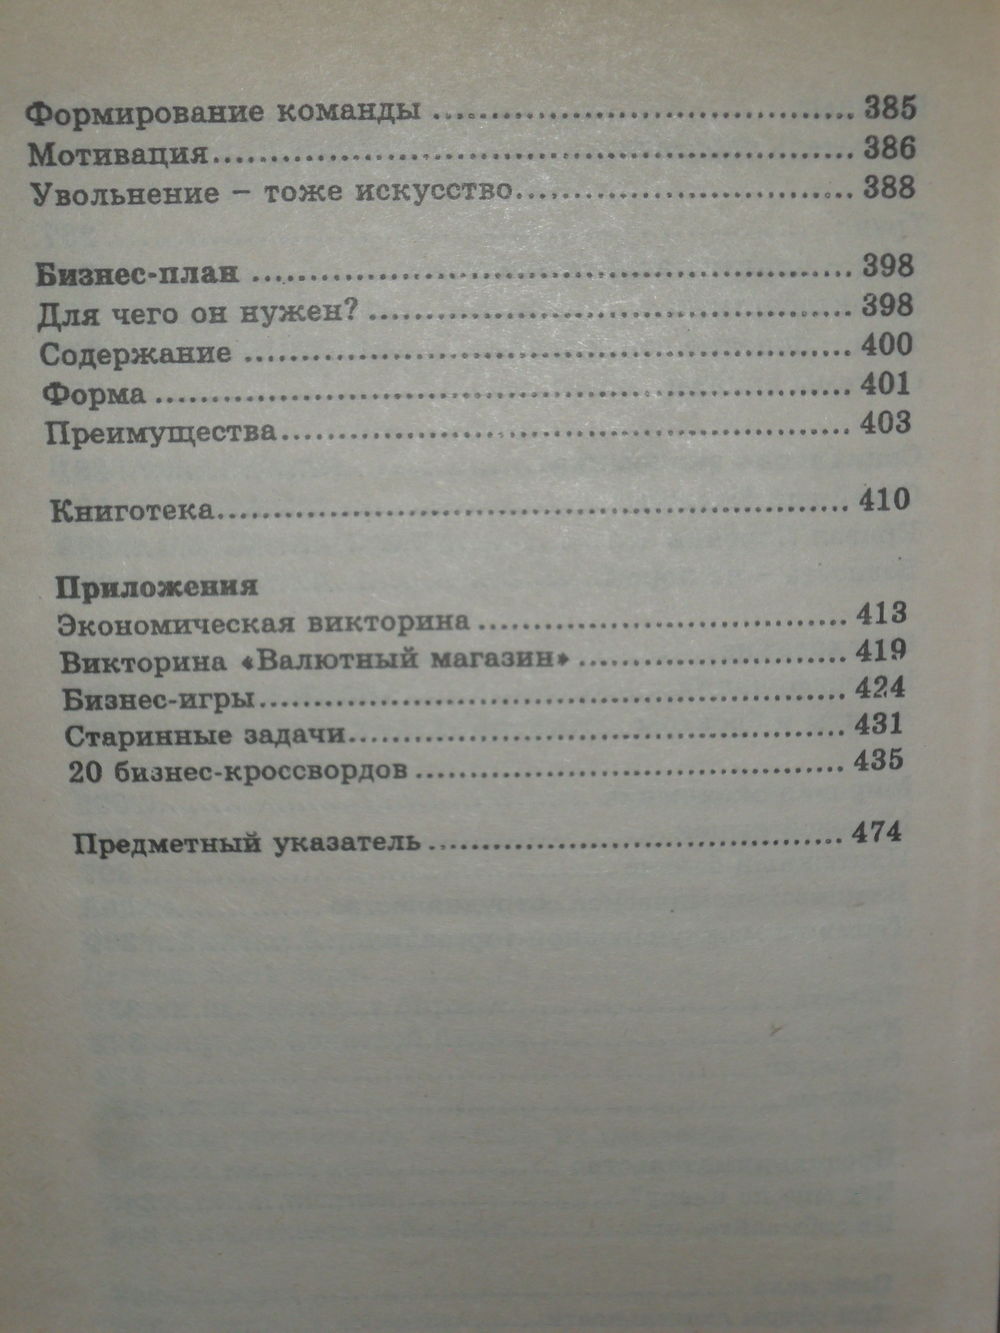 Формирование команды ........................................ 385
Мотивация........................................................... 386
Увольнение – тоже искусство............................... 388
Бизнес-план ........................................................ 398
Для чего он нужен? ............................................. 398
Содержание ......................................................... 400
Форма ................................................................. 401
Преимущества..................................................... 403
Книготека........................................................... 410
Приложения
Экономическая викторина ................................... 413
Викторина «Валютный магазин» ......................... 419
Бизнес-игры........................................................ 424
Старинные задачи................................................ 431
20 бизнес-кроссвордов ........................................ 435
Предметный указатель ........................................ 474